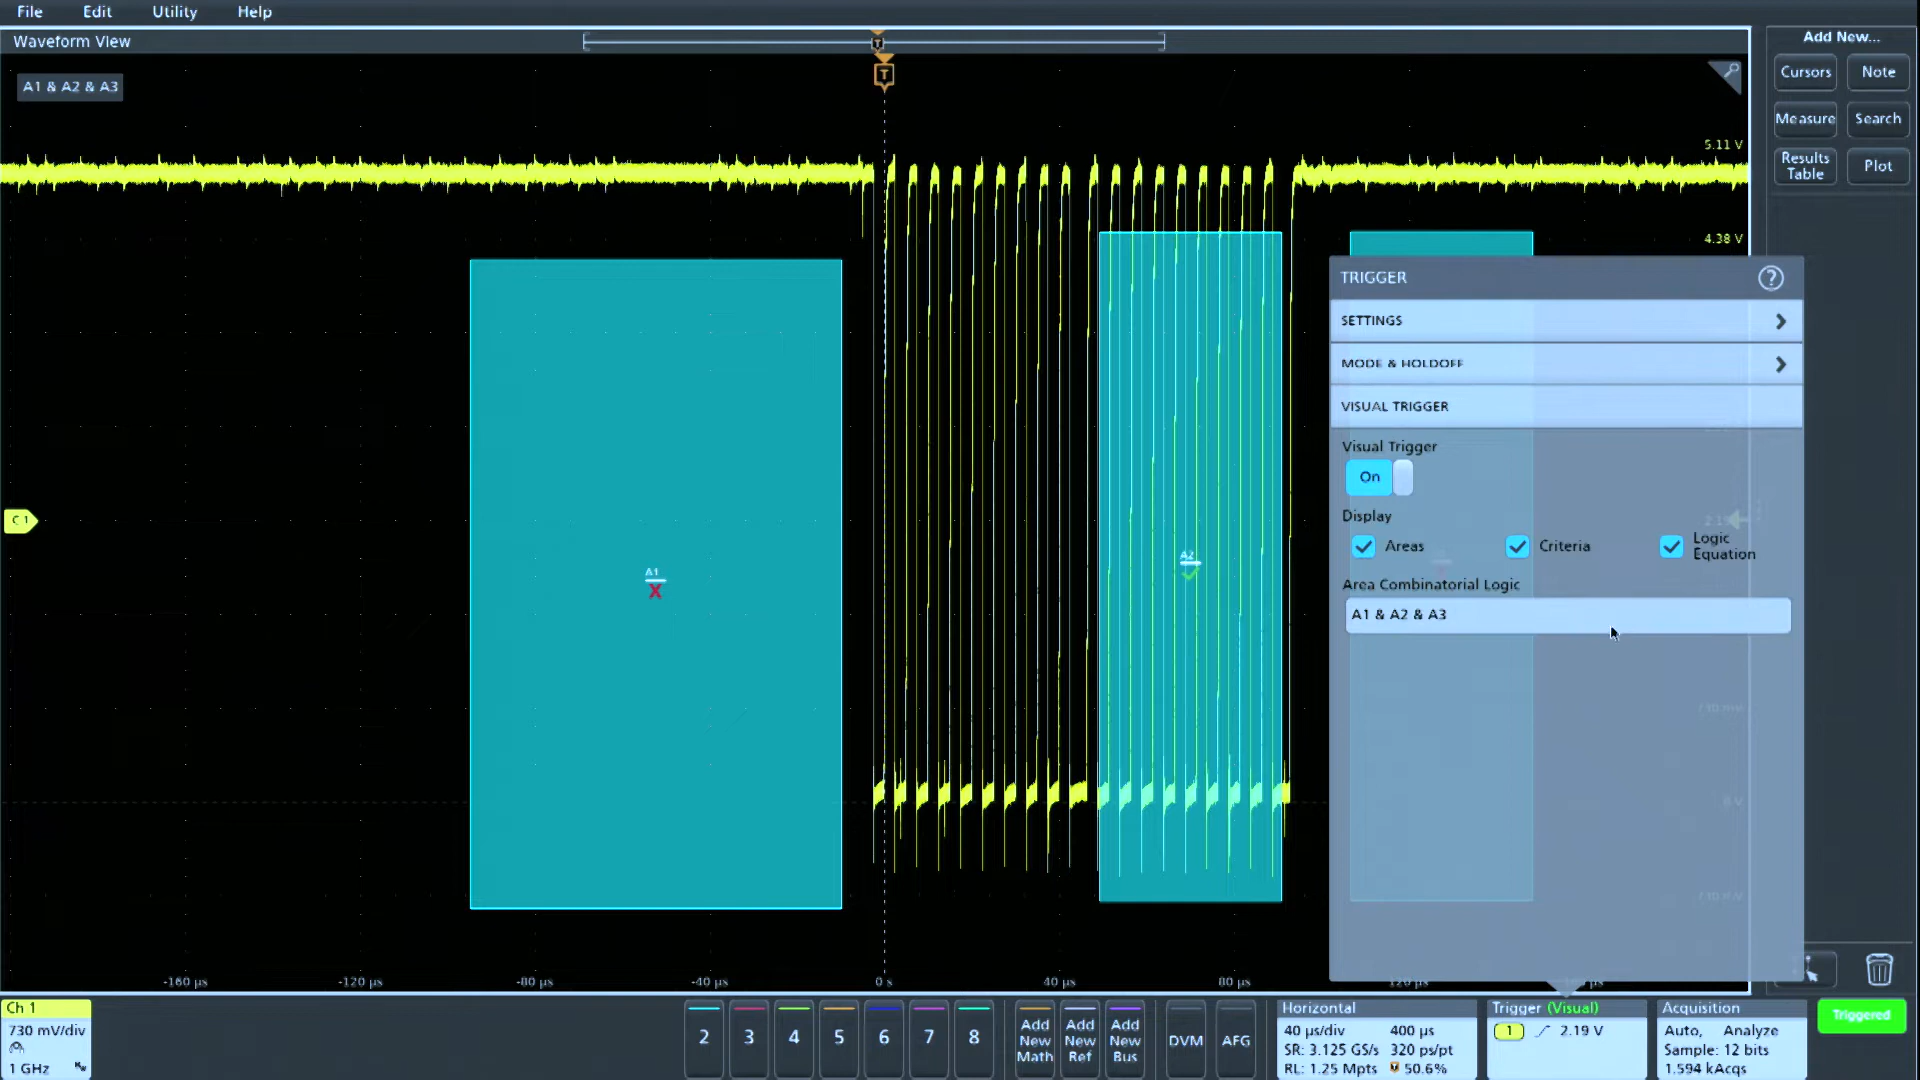 File Edit Utility Help
Waveform View
Add New...
Cursors Note
Measure Search
Results Table Plot
A1 & A2 & A3
T
T
5.11 V
4.38 V
TRIGGER ?
SETTINGS
MODE & HOLDOFF
VISUAL TRIGGER
Visual Trigger
On
Display
Areas Criteria Logic Equation
Area Combinatorial Logic
A1 & A2 & A3
C 1
A1
X
A2
0 V
-160 µs -120 µs -80 µs -40 µs 0 s 40 µs 80 µs 120 µs
Ch 1
730 mV/div
1 GHz
2 3 4 5 6 7 8
Add New Math
Add New Ref
Add New Bus
DVM
AFG
Horizontal
40 µs/div 400 µs
SR: 3.125 GS/s 320 ps/pt
RL: 1.25 Mpts 50.6%
Trigger (Visual)
1 2.19 V
Acquisition
Auto, Analyze
Sample: 12 bits
1.594 kAcqs
Triggered